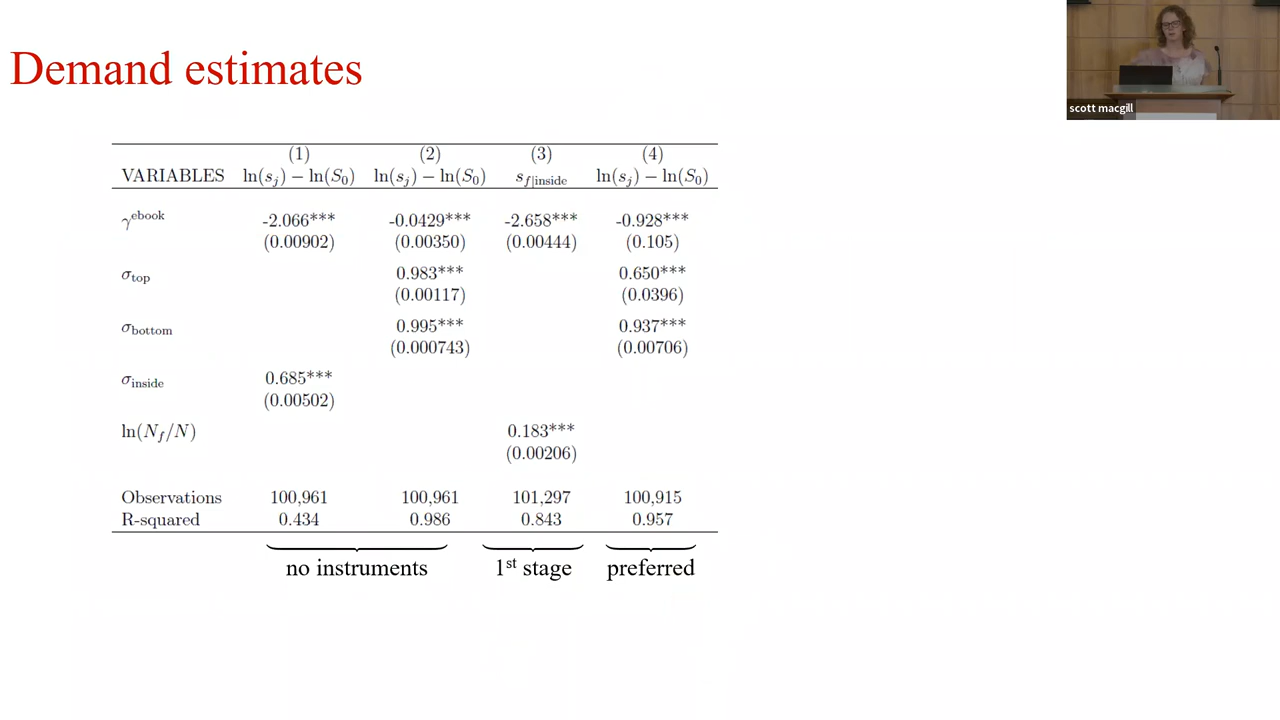 Demand estimates
scott macgill
(1) (2) (3) (4)
VARIABLES ln(s_j) − ln(S_0) ln(s_j) − ln(S_0) s_{f|inside} ln(s_j) − ln(S_0)
γ^ebook -2.066*** -0.0429*** -2.658*** -0.928***
(0.00902) (0.00350) (0.00444) (0.105)
σ_top 0.983*** 0.650***
(0.00117) (0.0396)
σ_bottom 0.995*** 0.937***
(0.000743) (0.00706)
σ_inside 0.685***
(0.00502)
ln(N_f/N) 0.183***
(0.00206)
Observations 100,961 100,961 101,297 100,915
R-squared 0.434 0.986 0.843 0.957
no instruments 1st stage preferred